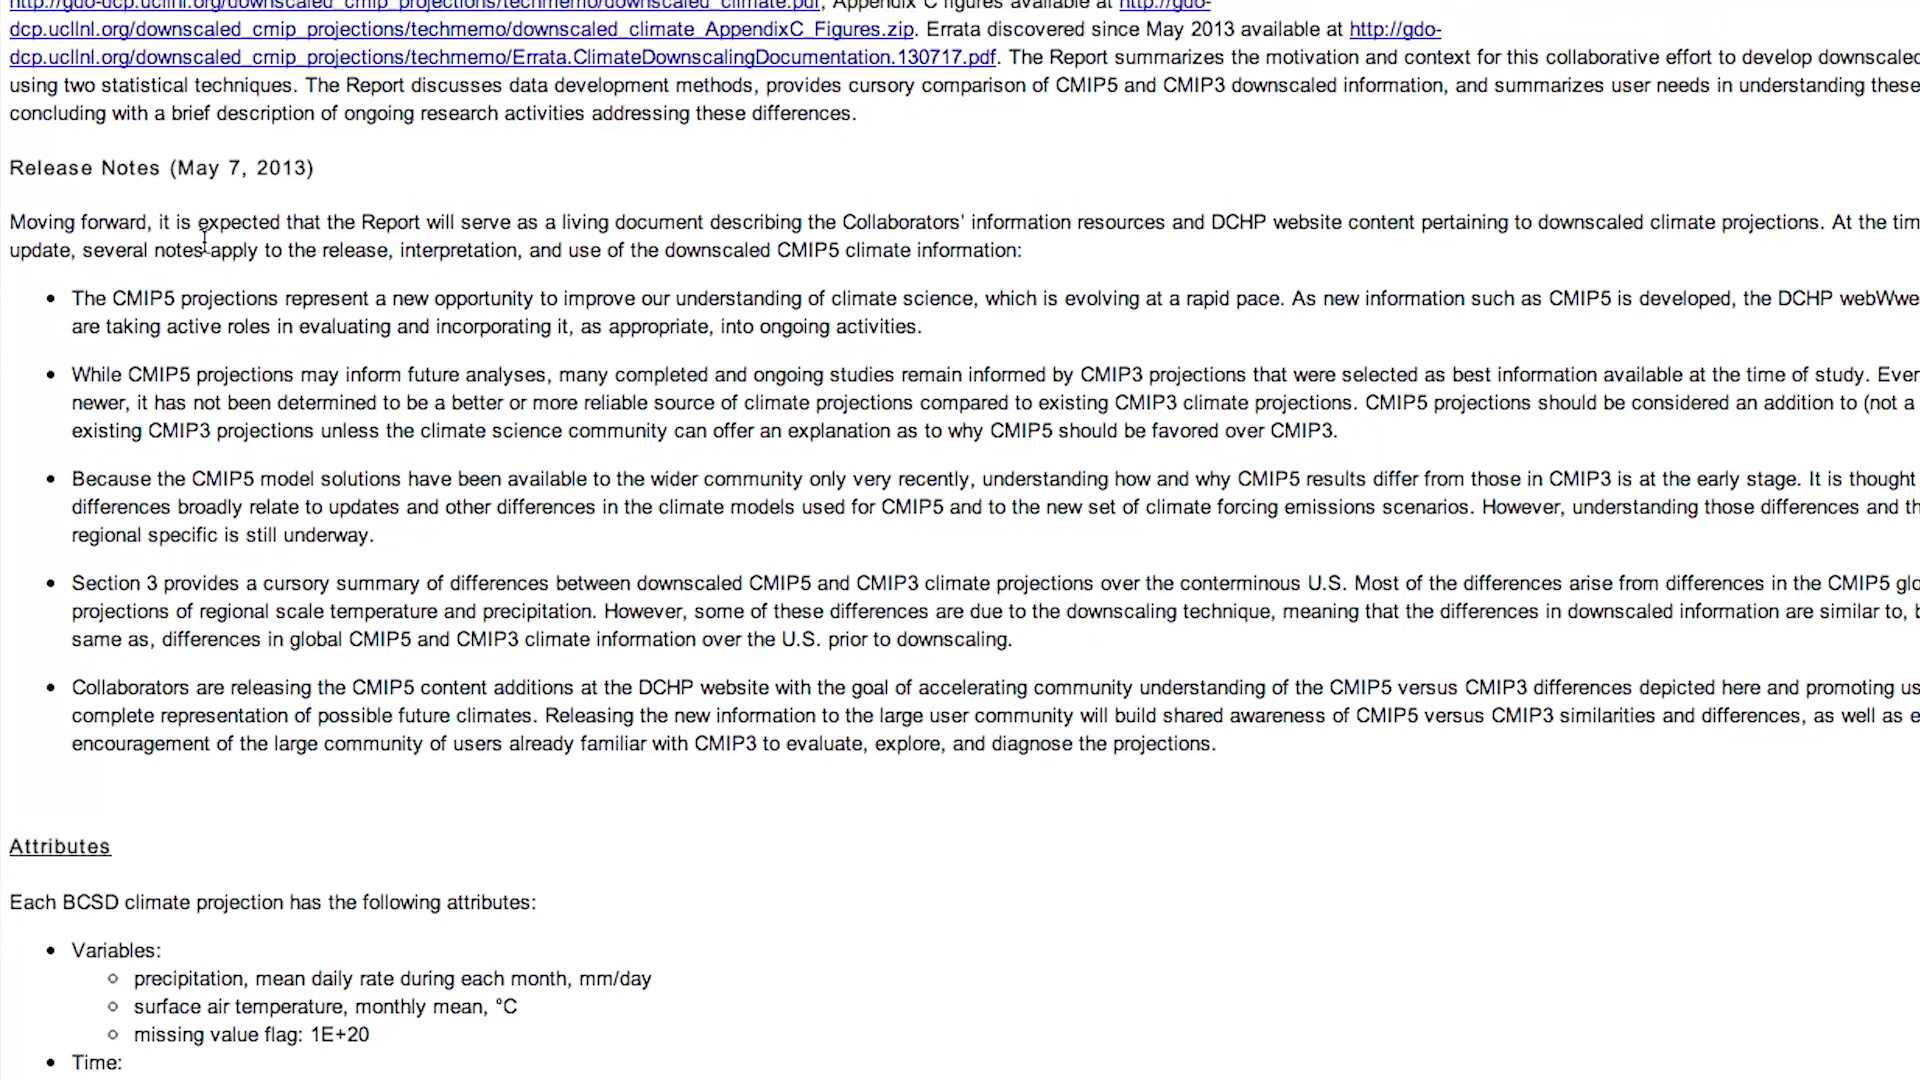 http://gdo-dcp.ucllnl.org/downscaled_cmip_projections/techmemo/downscaled_climate.pdf, Appendix C figures available at http://gdo-
dcp.ucllnl.org/downscaled_cmip_projections/techmemo/downscaled_climate_AppendixC_Figures.zip. Errata discovered since May 2013 available at http://gdo-
dcp.ucllnl.org/downscaled_cmip_projections/techmemo/Errata.ClimateDownscalingDocumentation.130717.pdf. The Report summarizes the motivation and context for this collaborative effort to develop downscaled
using two statistical techniques. The Report discusses data development methods, provides cursory comparison of CMIP5 and CMIP3 downscaled information, and summarizes user needs in understanding these
concluding with a brief description of ongoing research activities addressing these differences.
Release Notes (May 7, 2013)
Moving forward, it is expected that the Report will serve as a living document describing the Collaborators' information resources and DCHP website content pertaining to downscaled climate projections. At the
update, several notes apply to the release, interpretation, and use of the downscaled CMIP5 climate information:
• The CMIP5 projections represent a new opportunity to improve our understanding of climate science, which is evolving at a rapid pace. As new information such as CMIP5 is developed, the DCHP webWwe
are taking active roles in evaluating and incorporating it, as appropriate, into ongoing activities.
• While CMIP5 projections may inform future analyses, many completed and ongoing studies remain informed by CMIP3 projections that were selected as best information available at the time of study. Even
newer, it has not been determined to be a better or more reliable source of climate projections compared to existing CMIP3 climate projections. CMIP5 projections should be considered an addition to (not a
existing CMIP3 projections unless the climate science community can offer an explanation as to why CMIP5 should be favored over CMIP3.
• Because the CMIP5 model solutions have been available to the wider community only very recently, understanding how and why CMIP5 results differ from those in CMIP3 is at the early stage. It is thought
differences broadly relate to updates and other differences in the climate models used for CMIP5 and to the new set of climate forcing emissions scenarios. However, understanding those differences and
regional specific is still underway.
• Section 3 provides a cursory summary of differences between downscaled CMIP5 and CMIP3 climate projections over the conterminous U.S. Most of the differences arise from differences in the CMIP5
projections of regional scale temperature and precipitation. However, some of these differences are due to the downscaling technique, meaning that the differences in downscaled information are similar to,
same as, differences in global CMIP5 and CMIP3 climate information over the U.S. prior to downscaling.
• Collaborators are releasing the CMIP5 content additions at the DCHP website with the goal of accelerating community understanding of the CMIP5 versus CMIP3 differences depicted here and promoting
complete representation of possible future climates. Releasing the new information to the large user community will build shared awareness of CMIP5 versus CMIP3 similarities and differences, as well as
encouragement of the large community of users already familiar with CMIP3 to evaluate, explore, and diagnose the projections.
Attributes
Each BCSD climate projection has the following attributes:
• Variables:
○ precipitation, mean daily rate during each month, mm/day
○ surface air temperature, monthly mean, °C
○ missing value flag: 1E+20
• Time: